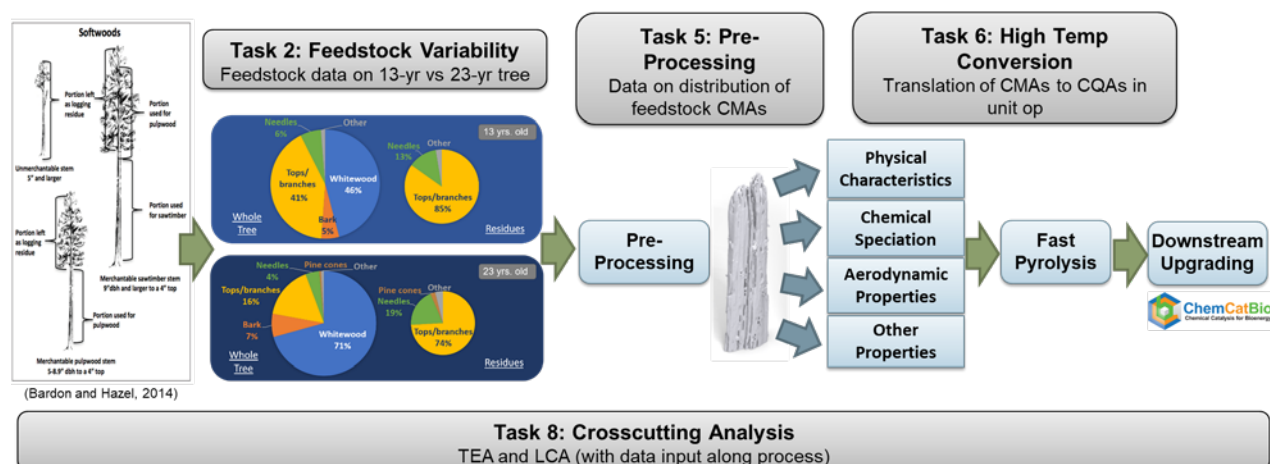 Softwoods
Portion left
as logging
residue
Portion
used for
pulpwood
Unmerchantable stem
5" and larger
Portion used
for sawtimber
Portion left
as logging
residue
Merchantable sawtimber stem
9"dbh and larger to a 4" top
Portion used for
pulpwood
Merchantable pulpwood stem
5-8.9" dbh to a 4" top
(Bardon and Hazel, 2014)
Task 2: Feedstock Variability
Feedstock data on 13-yr vs 23-yr tree
13 yrs. old
Needles
6%
Other
Tops/
branches
41%
Whitewood
46%
Bark
5%
Whole
Tree
Needles
13%
Other
Tops/branches
85%
Residues
23 yrs. old
Needles
4%
Pine cones
Other
Tops/branches
16%
Bark
7%
Whitewood
71%
Whole
Tree
Pine cones
Other
Needles
19%
Tops/branches
74%
Residues
Task 5: Pre-
Processing
Data on distribution of
feedstock CMAs
Pre-
Processing
Task 6: High Temp
Conversion
Translation of CMAs to CQAs in
unit op
Physical
Characteristics
Chemical
Speciation
Aerodynamic
Properties
Other
Properties
Fast
Pyrolysis
Downstream
Upgrading
ChemCatBio
Chemical Catalysis for Bioenergy
Task 8: Crosscutting Analysis
TEA and LCA (with data input along process)